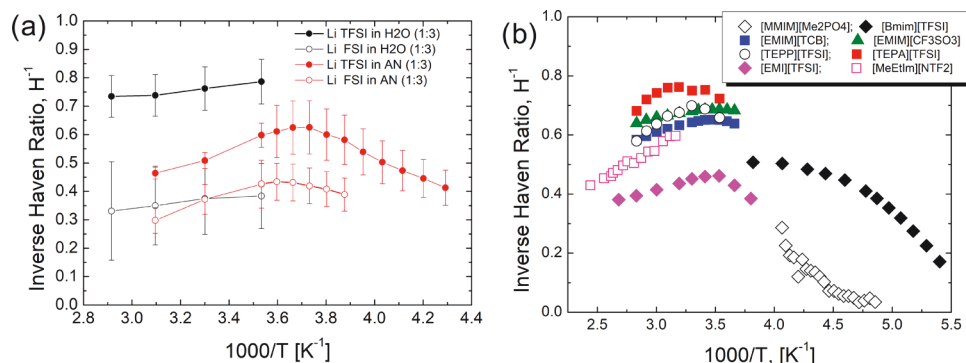 (a)
Li TFSI in H2O (1:3)
Li FSI in H2O (1:3)
Li TFSI in AN (1:3)
Li FSI in AN (1:3)
Inverse Haven Ratio, H-1
1.0
0.9
0.8
0.7
0.6
0.5
0.4
0.3
0.2
0.1
0.0
2.8 3.0 3.2 3.4 3.6 3.8 4.0 4.2 4.4
1000/T [K-1]
(b)
[MMIM][Me2PO4]; [Bmim][TFSI]
[EMIM][TCB]; [EMIM][CF3SO3]
[TEPP][TFSI]; [TEPA][TFSI]
[EMI][TFSI]; [MeEtIm][NTF2]
Inverse Haven Ratio, H-1
1.0
0.8
0.6
0.4
0.2
0.0
2.5 3.0 3.5 4.0 4.5 5.0 5.5
1000/T, [K-1]